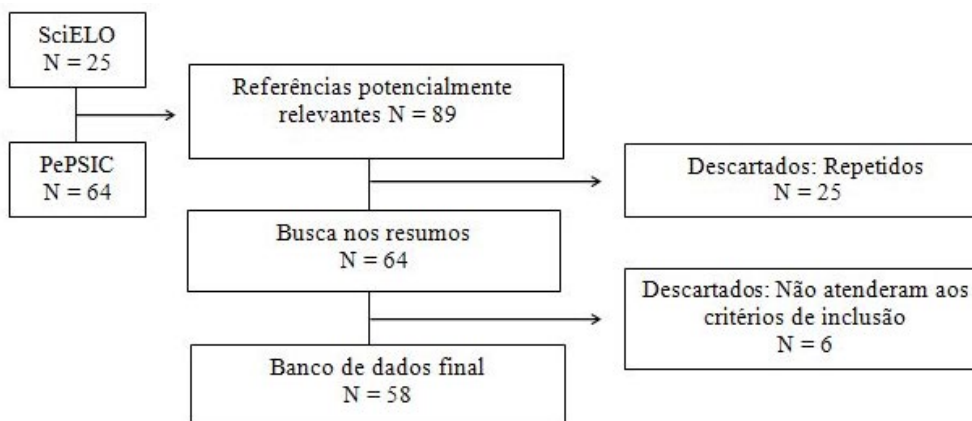 SciELO
N = 25
Referências potencialmente
relevantes N = 89
PePSIC
N = 64
Descartados: Repetidos
N = 25
Busca nos resumos
N = 64
Descartados: Não atenderam aos
critérios de inclusão
N = 6
Banco de dados final
N = 58